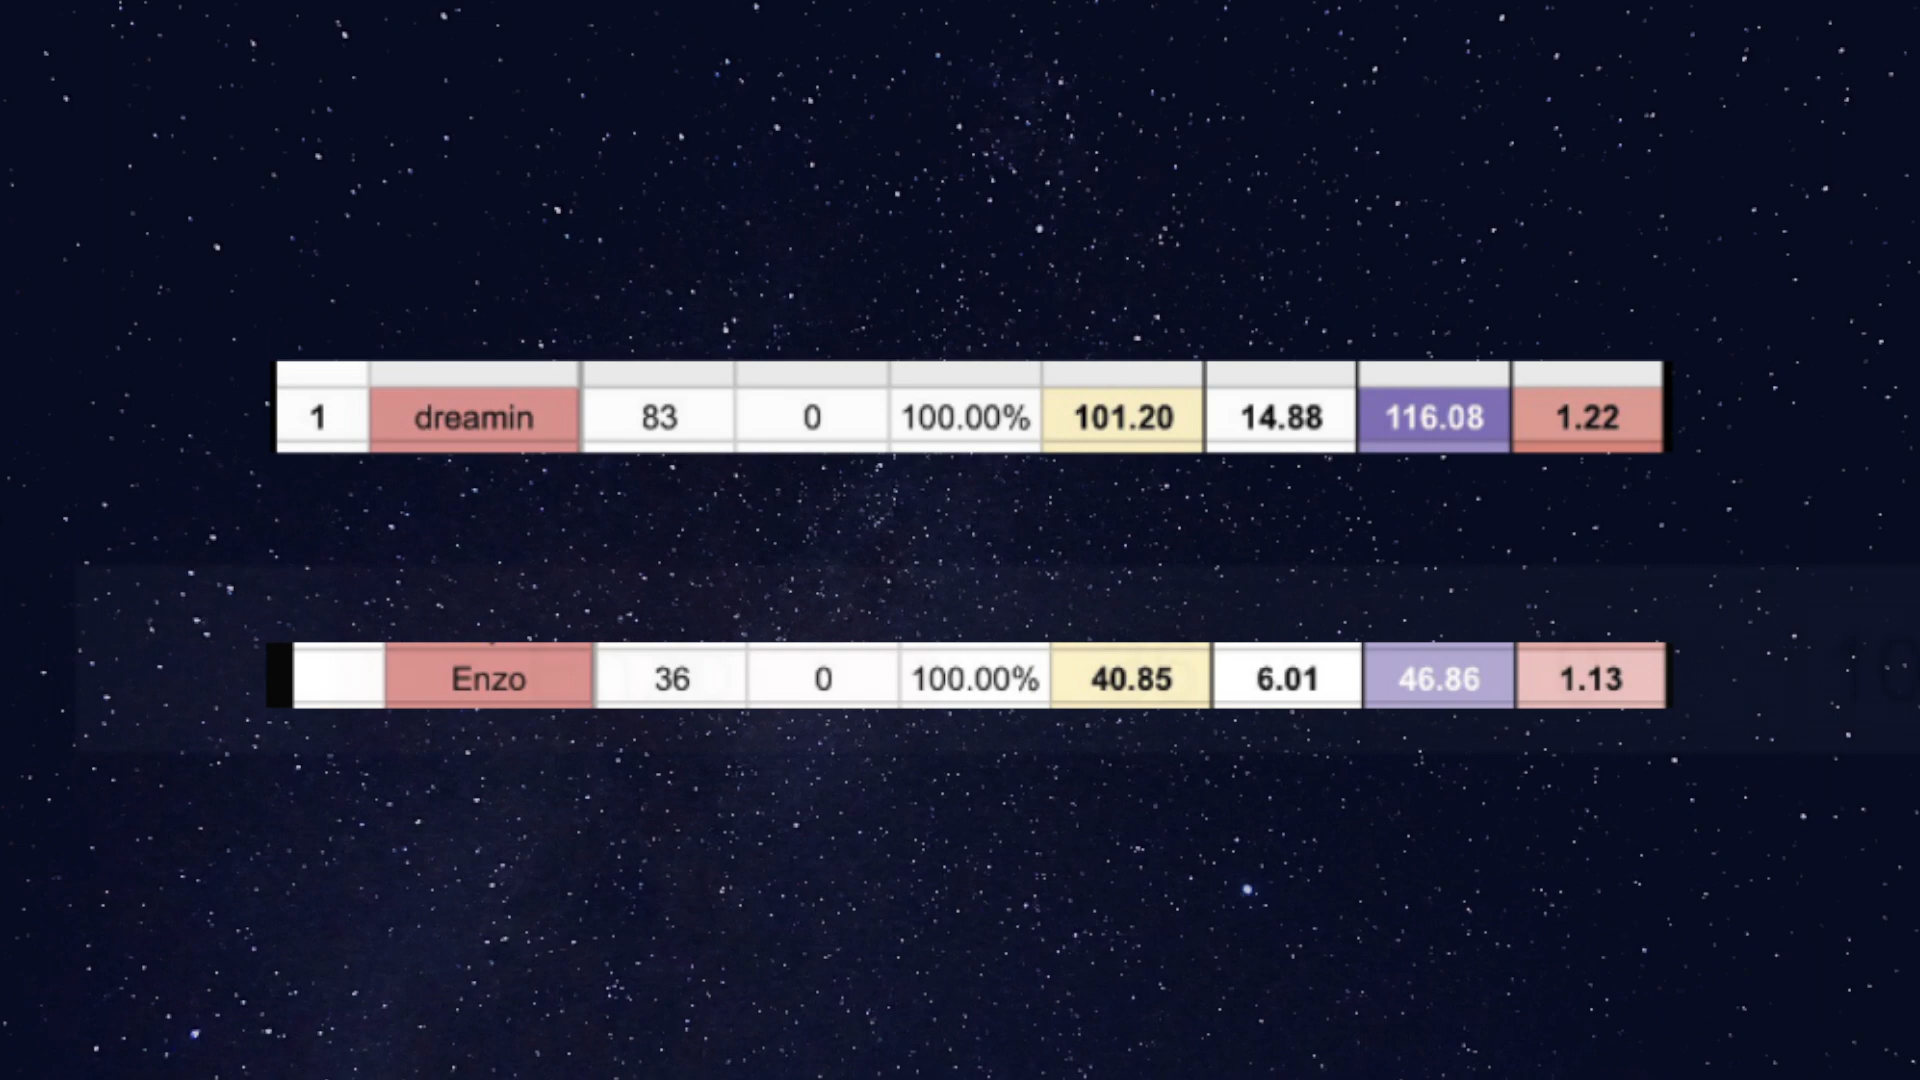 1 dreamin 83 0 100.00% 101.20 14.88 116.08 1.22
Enzo 36 0 100.00% 40.85 6.01 46.86 1.13